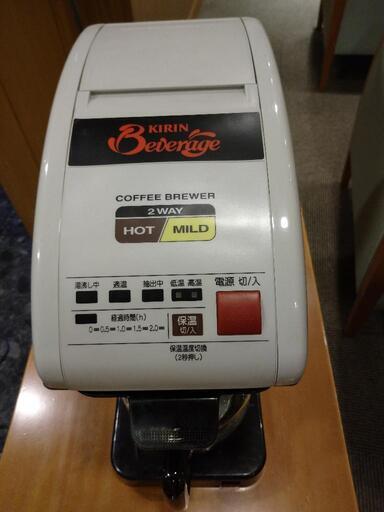 KIRIN
Beverage
COFFEE BREWER
2 WAY
HOT MILD
湯沸し中 適温 抽出中 低温 高温 電源 切/入
経過時間(h)
0=0.5=1.0=1.5=2.0=
保温
切/入
保温温度切換
(2秒押し)